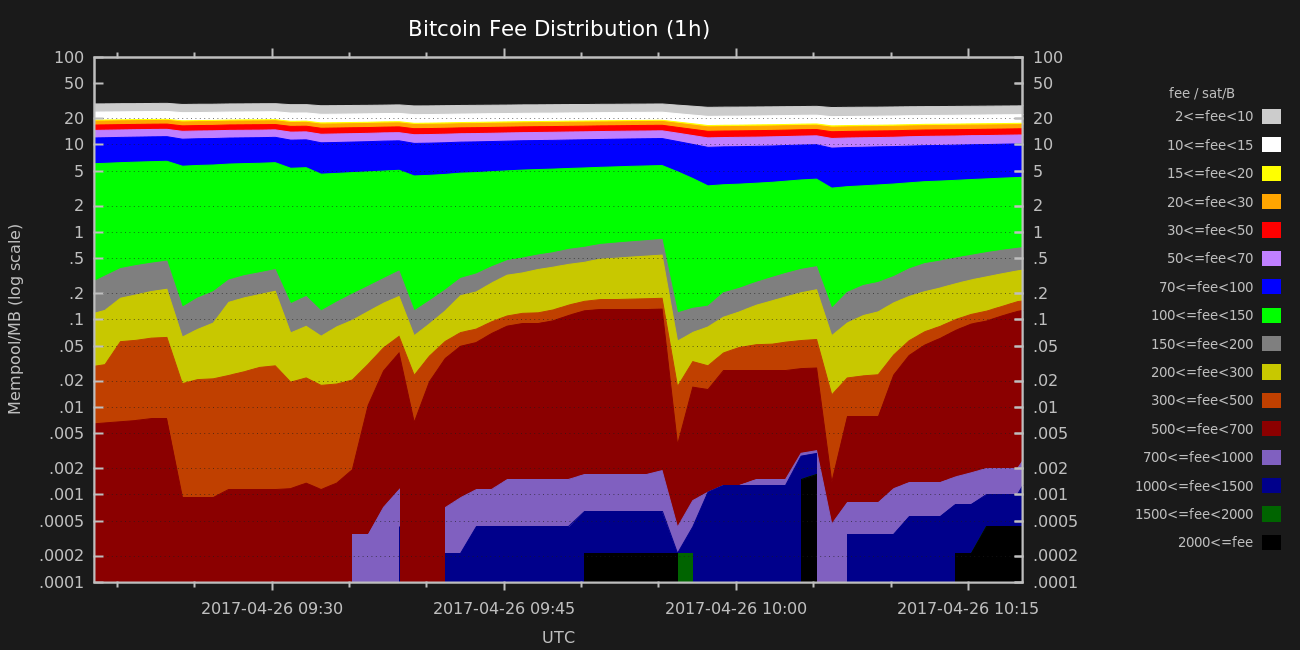 Bitcoin Fee Distribution (1h)
100 100
50 50
20 20
10 10
5 5
2 2
1 1
.5 .5
.2 .2
.1 .1
.05 .05
.02 .02
.01 .01
.005 .005
.002 .002
.001 .001
.0005 .0005
.0002 .0002
.0001 .0001
Mempool/MB (log scale)
2017-04-26 09:30 2017-04-26 09:45 2017-04-26 10:00 2017-04-26 10:15
UTC
fee / sat/B
2<=fee<10
10<=fee<15
15<=fee<20
20<=fee<30
30<=fee<50
50<=fee<70
70<=fee<100
100<=fee<150
150<=fee<200
200<=fee<300
300<=fee<500
500<=fee<700
700<=fee<1000
1000<=fee<1500
1500<=fee<2000
2000<=fee